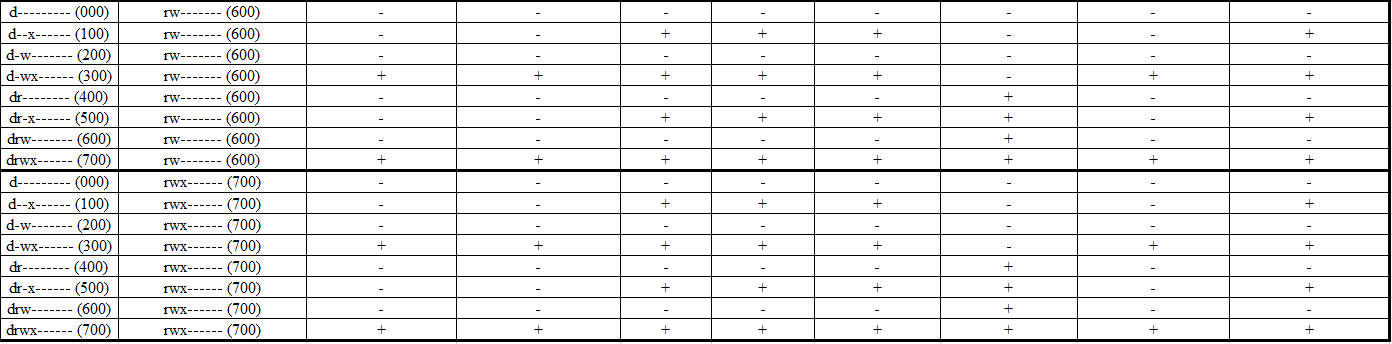 d--------- (000) rw------- (600) - - - - - - - -
d--x------ (100) rw------- (600) - - + + + - - +
d-w------- (200) rw------- (600) - - - - - - - -
d-wx------ (300) rw------- (600) + + + + + - + +
dr-------- (400) rw------- (600) - - - - - + - -
dr-x------ (500) rw------- (600) - - + + + + - +
drw------- (600) rw------- (600) - - - - - + - -
drwx------ (700) rw------- (600) + + + + + + + +
d--------- (000) rwx------ (700) - - - - - - - -
d--x------ (100) rwx------ (700) - - + + + - - +
d-w------- (200) rwx------ (700) - - - - - - - -
d-wx------ (300) rwx------ (700) + + + + + - + +
dr-------- (400) rwx------ (700) - - - - - + - -
dr-x------ (500) rwx------ (700) - - + + + + - +
drw------- (600) rwx------ (700) - - - - - + - -
drwx------ (700) rwx------ (700) + + + + + + + +